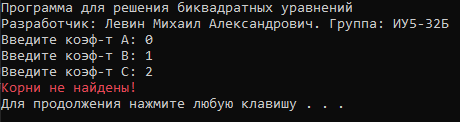 Программа для решения биквадратных уравнений
Разработчик: Левин Михаил Александрович. Группа: ИУ5-32Б
Введите коэф-т А: 0
Введите коэф-т В: 1
Введите коэф-т С: 2
Корни не найдены!
Для продолжения нажмите любую клавишу . . .